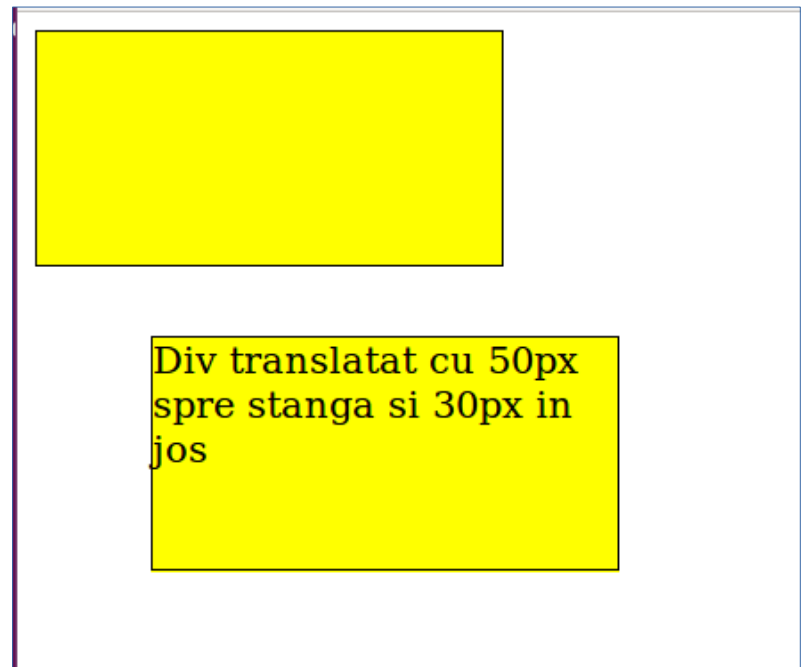 Div translatat cu 50px
spre stanga si 30px in
jos